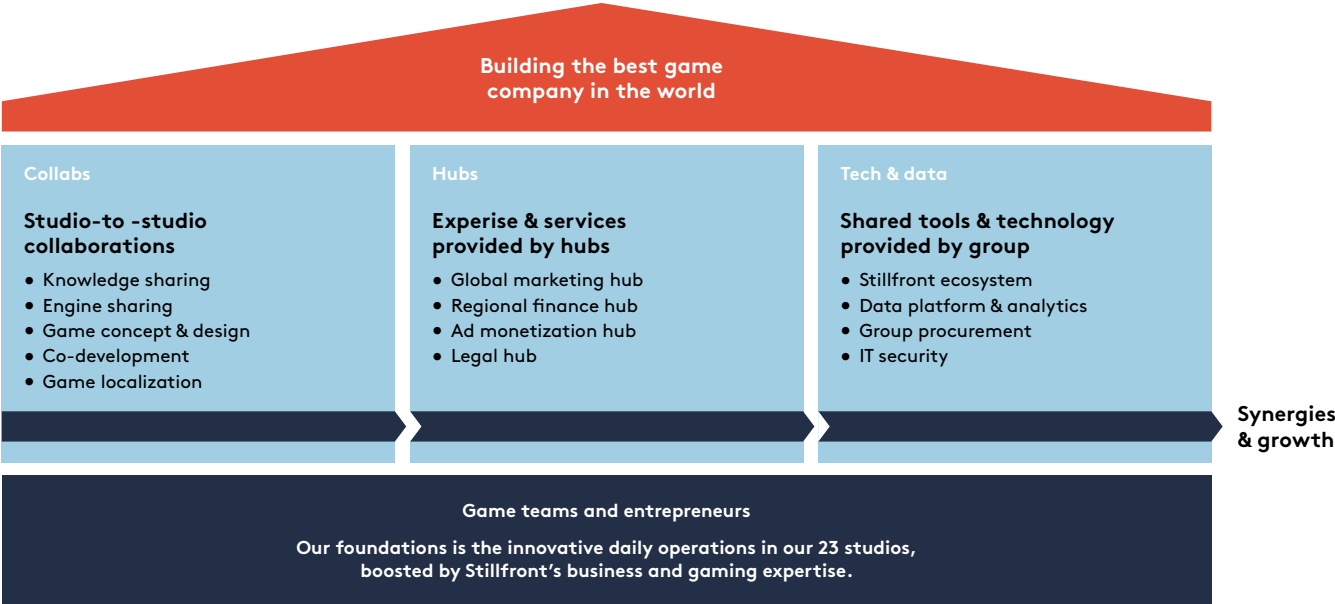 Building the best game
company in the world
Collabs
Studio-to -studio
collaborations
• Knowledge sharing
• Engine sharing
• Game concept & design
• Co-development
• Game localization
Hubs
Experise & services
provided by hubs
• Global marketing hub
• Regional finance hub
• Ad monetization hub
• Legal hub
Tech & data
Shared tools & technology
provided by group
• Stillfront ecosystem
• Data platform & analytics
• Group procurement
• IT security
Synergies
& growth
Game teams and entrepreneurs
Our foundations is the innovative daily operations in our 23 studios,
boosted by Stillfront’s business and gaming expertise.